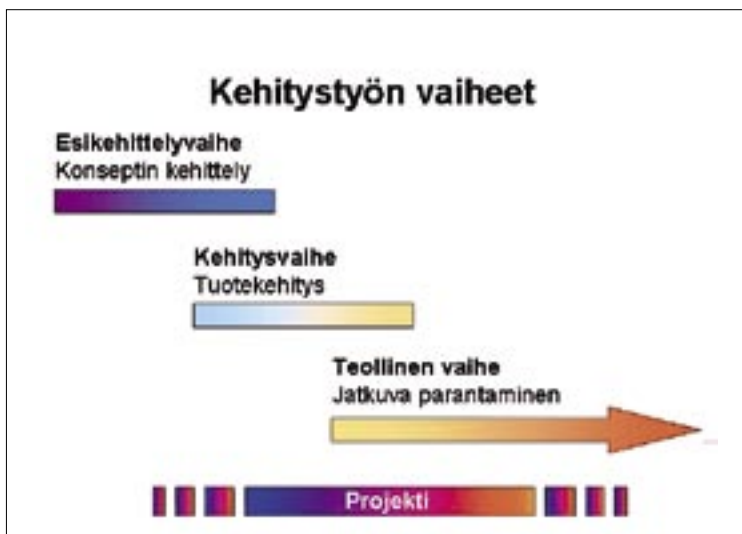 Kehitystyön vaiheet
Esikehittelyvaihe
Konseptin kehittely
Kehitysvaihe
Tuotekehitys
Teollinen vaihe
Jatkuva parantaminen
Projekti